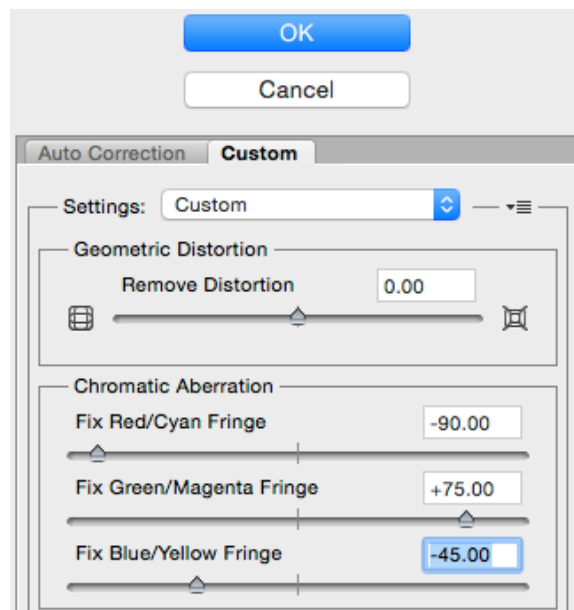 OK
Cancel
Auto Correction Custom
Settings: Custom
Geometric Distortion
Remove Distortion 0.00
Chromatic Aberration
Fix Red/Cyan Fringe -90.00
Fix Green/Magenta Fringe +75.00
Fix Blue/Yellow Fringe -45.00